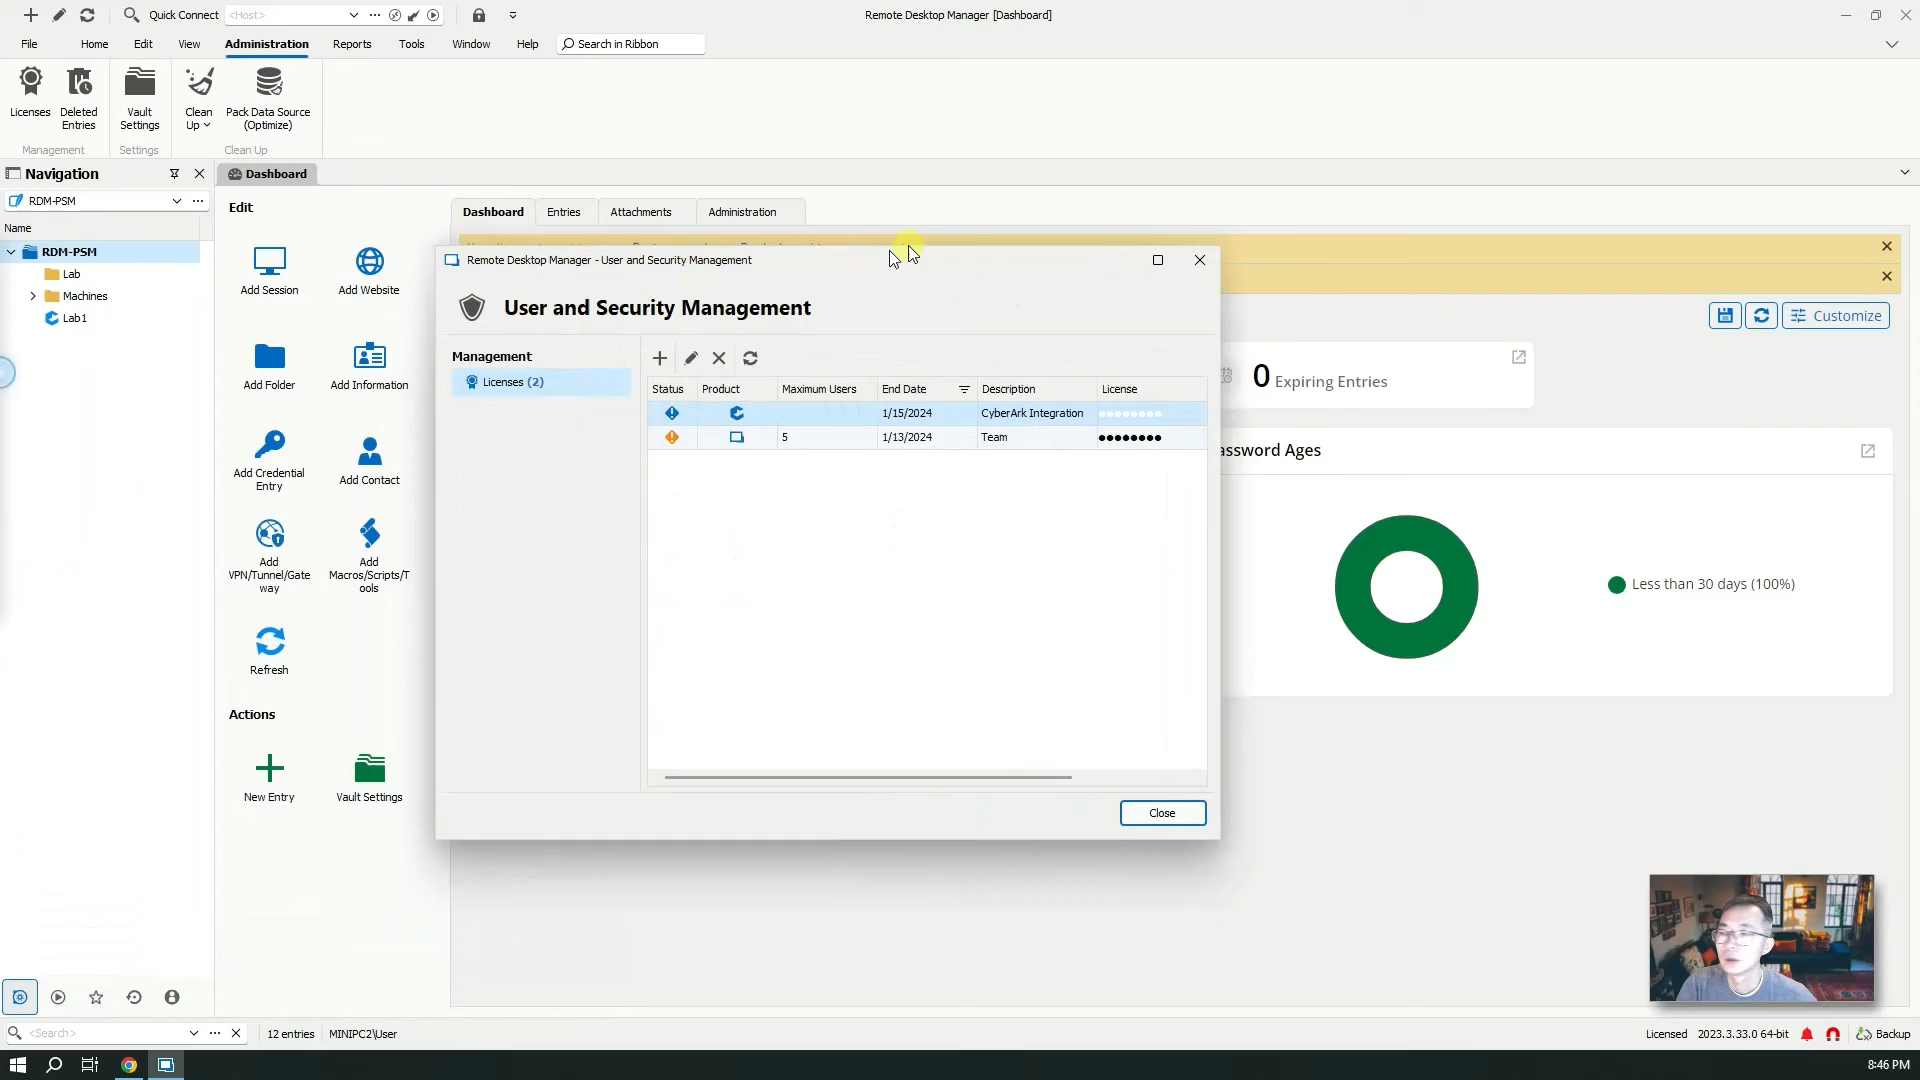 Quick Connect
<Host>
Remote Desktop Manager [Dashboard]
File
Home
Edit
View
Administration
Reports
Tools
Window
Help
Search in Ribbon
Licenses
Deleted
Entries
Vault
Settings
Clean
Up
Pack Data Source
(Optimize)
Management
Settings
Clean Up
Navigation
Dashboard
RDM-PSM
Name
RDM-PSM
Lab
Machines
Lab1
Edit
Add Session
Add Website
Add Folder
Add Information
Add Credential
Entry
Add Contact
Add
VPN/Tunnel/Gate
way
Add
Macros/Scripts/T
ools
Refresh
Actions
New Entry
Vault Settings
Dashboard
Entries
Attachments
Administration
Remote Desktop Manager - User and Security Management
User and Security Management
Management
Licenses (2)
Status
Product
Maximum Users
End Date
Description
License
1/15/2024
CyberArk Integration
5
1/13/2024
Team
Close
Customize
0 Expiring Entries
assword Ages
Less than 30 days (100%)
<Search>
12 entries
MINIPC2\User
Licensed
2023.3.33.0 64-bit
Backup
8:46 PM